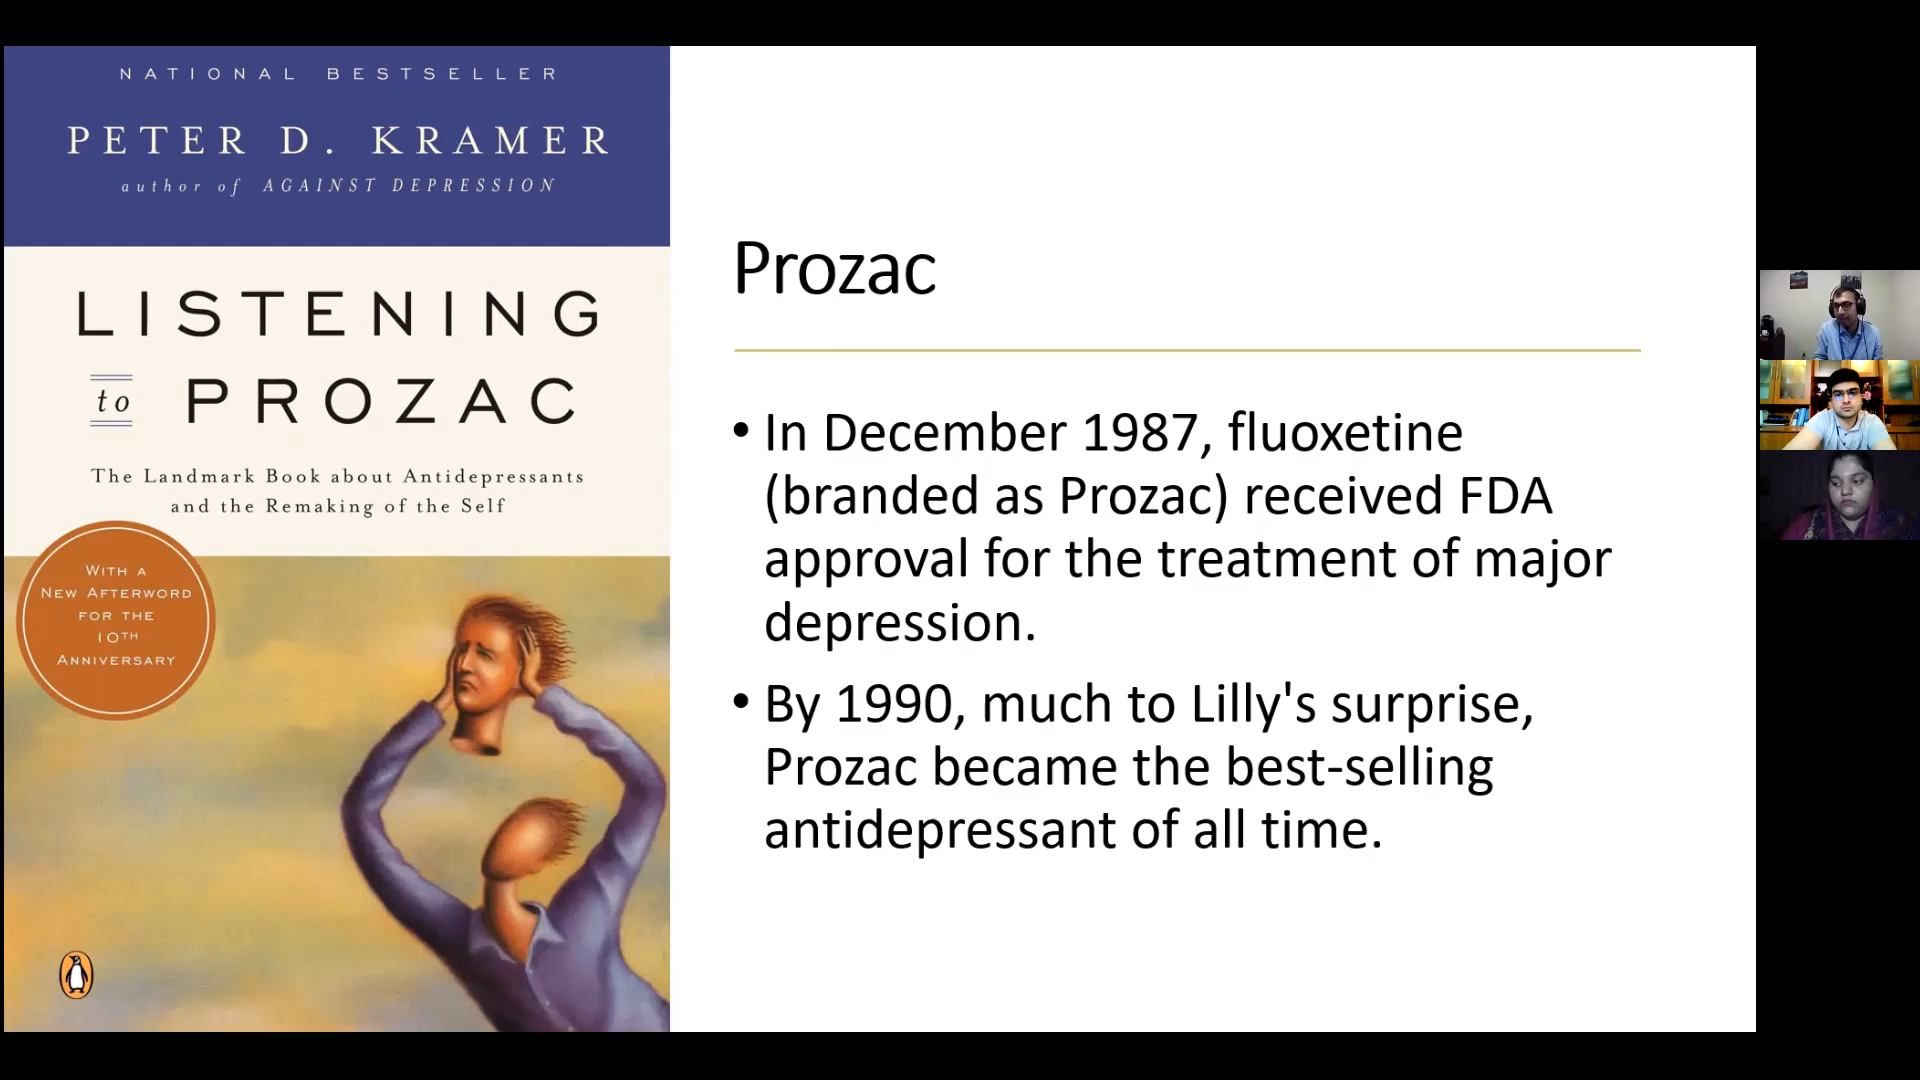 NATIONAL BESTSELLER
PETER D. KRAMER
author of AGAINST DEPRESSION
LISTENING
to PROZAC
The Landmark Book about Antidepressants
and the Remaking of the Self
WITH A
NEW AFTERWORD
FOR THE
10TH
ANNIVERSARY
Prozac
• In December 1987, fluoxetine
(branded as Prozac) received FDA
approval for the treatment of major
depression.
• By 1990, much to Lilly's surprise,
Prozac became the best-selling
antidepressant of all time.